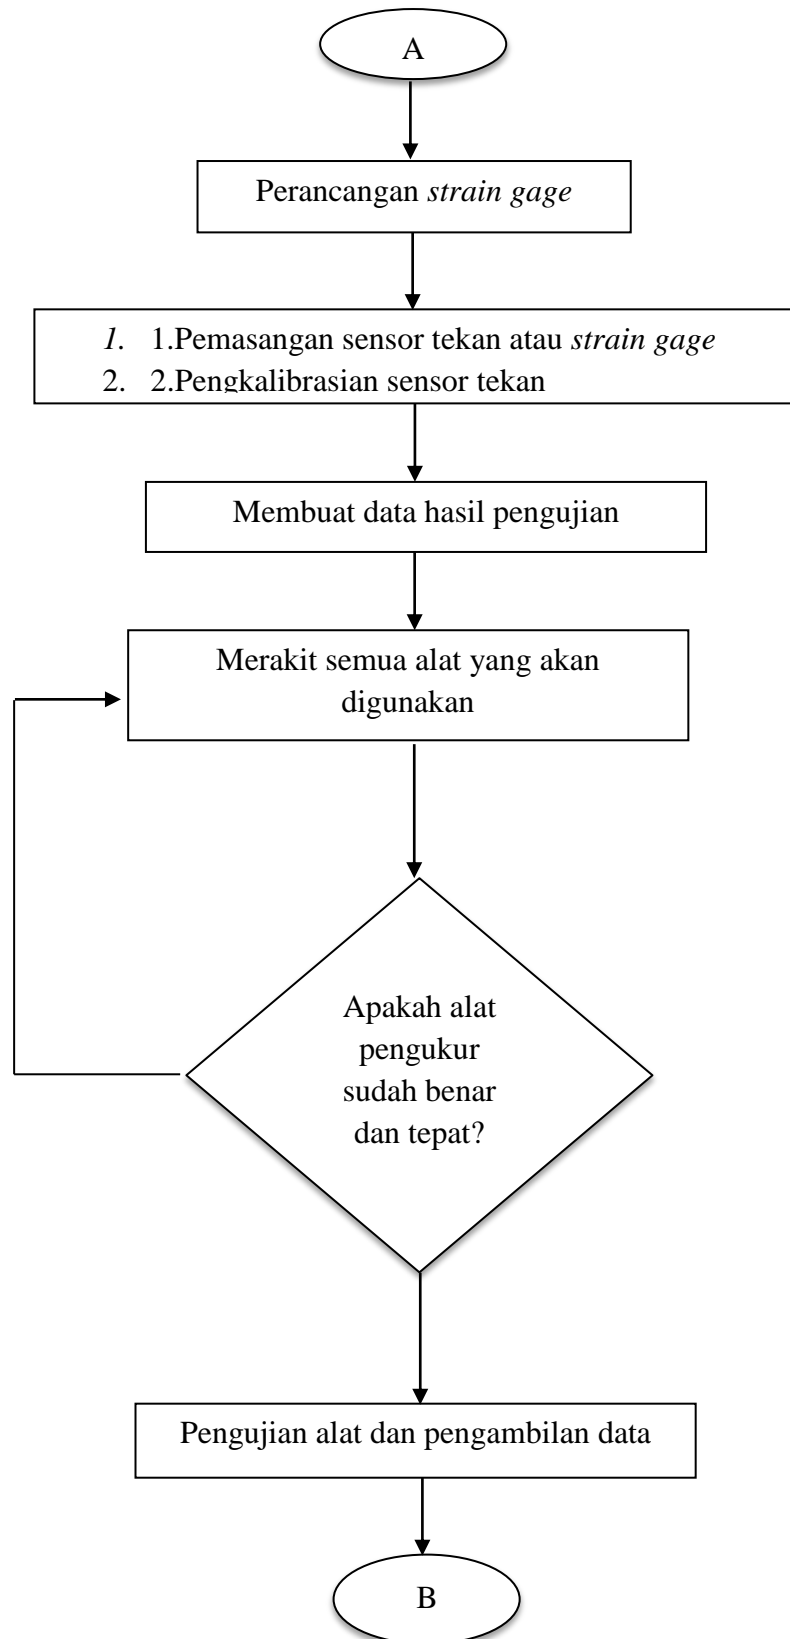 A
Perancangan strain gage
1. 1.Pemasangan sensor tekan atau strain gage
2. 2.Pengkalibrasian sensor tekan
Membuat data hasil pengujian
Merakit semua alat yang akan
digunakan
Apakah alat
pengukur
sudah benar
dan tepat?
Pengujian alat dan pengambilan data
B